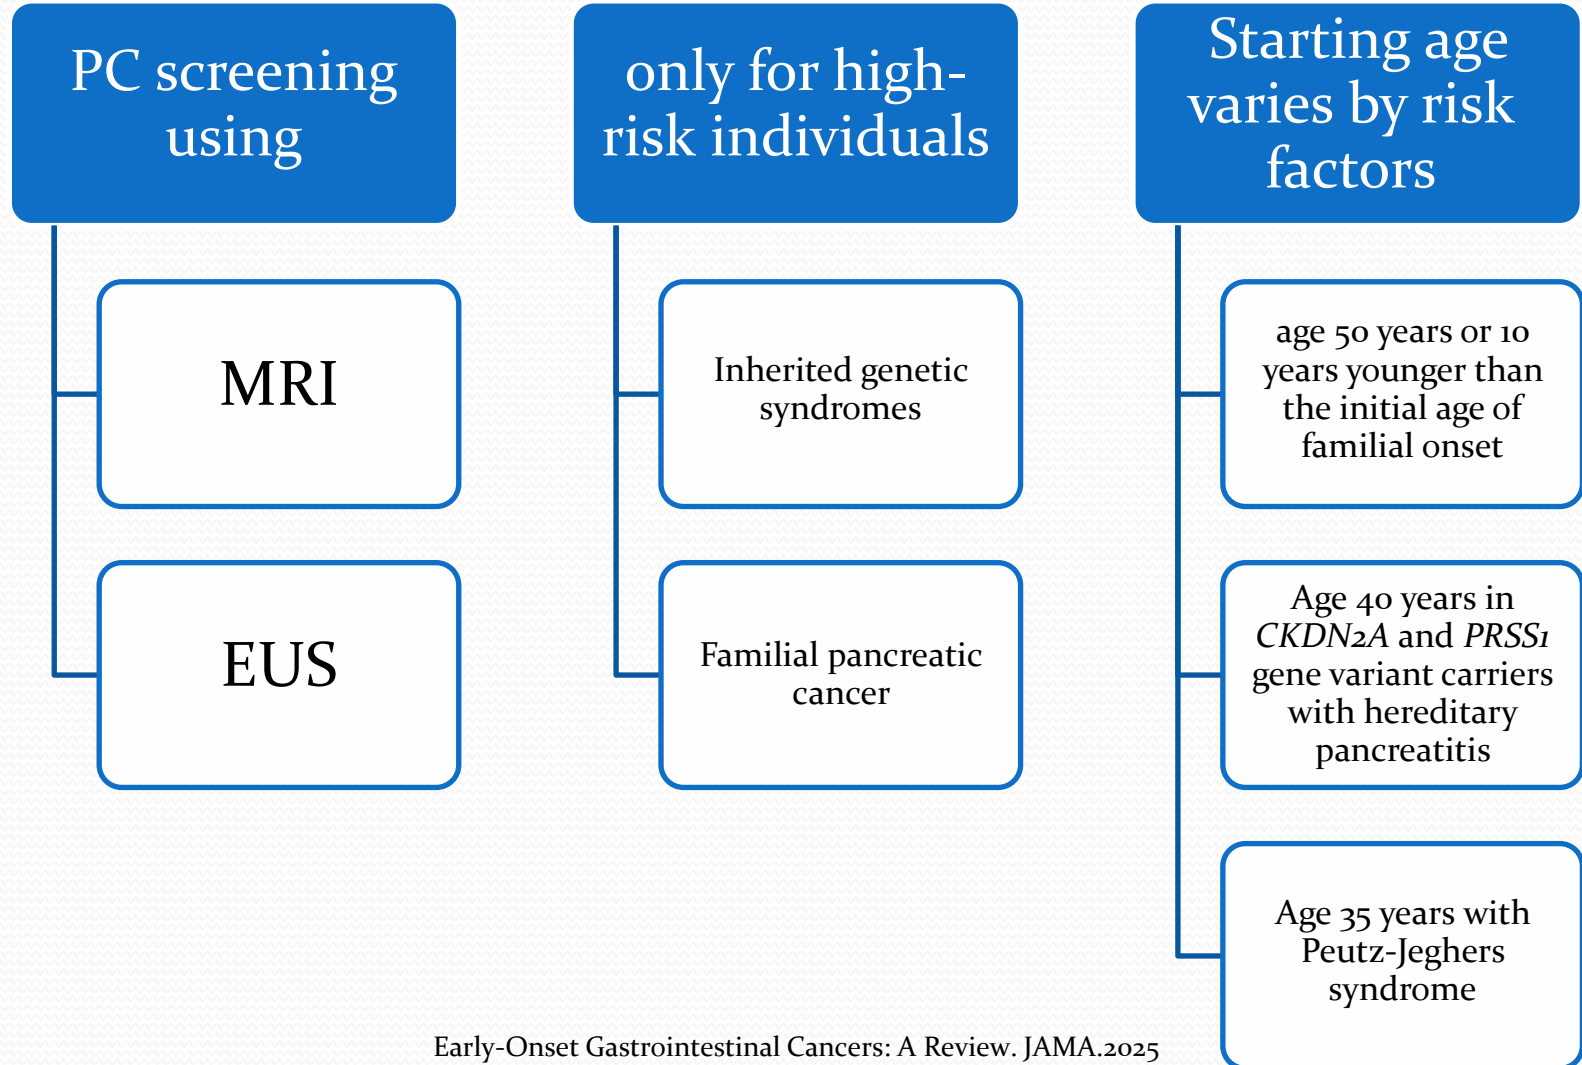 PC screening
using
MRI
EUS
only for high-
risk individuals
Inherited genetic
syndromes
Familial pancreatic
cancer
Starting age
varies by risk
factors
age 50 years or 10
years younger than
the initial age of
familial onset
Age 40 years in
CKDN2A and PRSS1
gene variant carriers
with hereditary
pancreatitis
Age 35 years with
Peutz-Jeghers
syndrome
Early-Onset Gastrointestinal Cancers: A Review. JAMA.2025